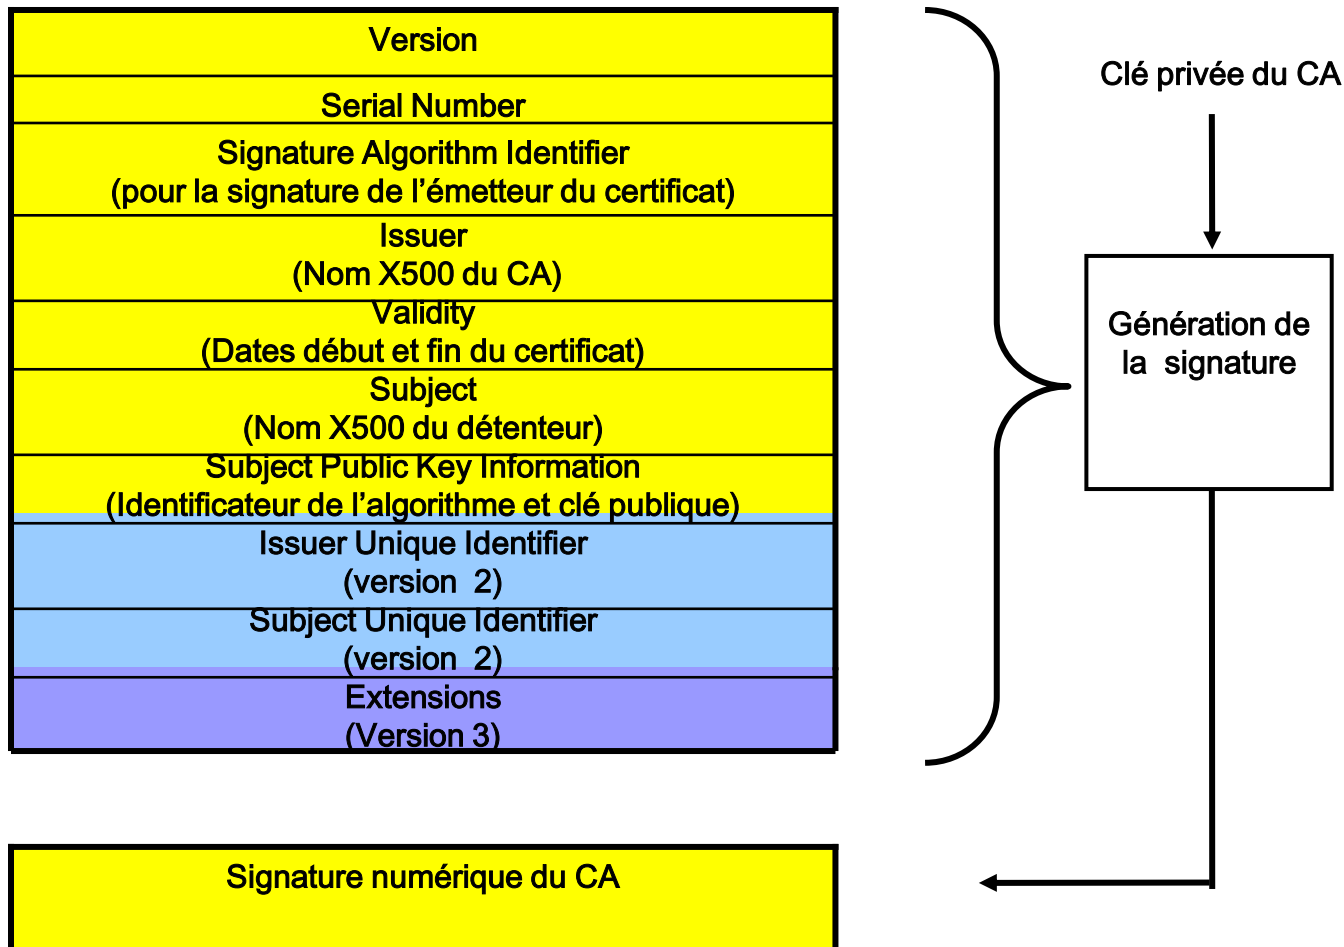 Version
Serial Number
Signature Algorithm Identifier
(pour la signature de l’émetteur du certificat)
Issuer
(Nom X500 du CA)
Validity
(Dates début et fin du certificat)
Subject
(Nom X500 du détenteur)
Subject Public Key Information
(Identificateur de l’algorithme et clé publique)
Issuer Unique Identifier
(version 2)
Subject Unique Identifier
(version 2)
Extensions
(Version 3)
Clé privée du CA
Génération de
la signature
Signature numérique du CA